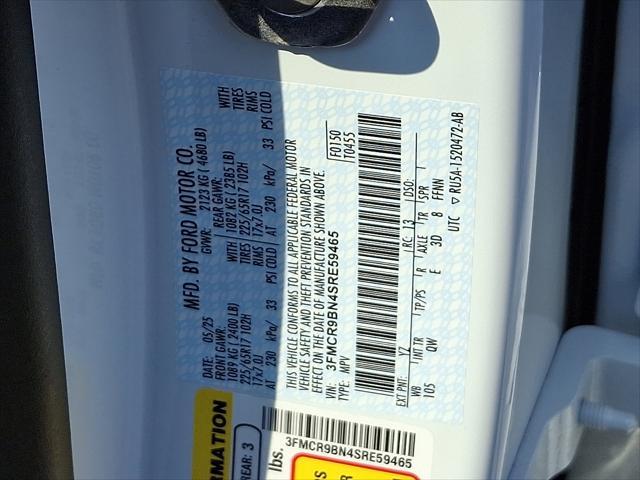 MFD. BY FORD MOTOR CO.
DATE: 05/25 GVWR: 2123 KG ( 4680 LB)
FRONT GAWR: REAR GAWR: WITH
1089 KG ( 2400 LB) 1082 KG ( 2385 LB) TIRES
225/65R17 102H 225/65R17 102H RIMS
17x7.0J 17x7.0J
AT 230 kPa/ 33 PSI COLD AT 230 kPa/ 33 PSI COLD
WITH
TIRES
RIMS
THIS VEHICLE CONFORMS TO ALL APPLICABLE FEDERAL MOTOR
VEHICLE SAFETY AND THEFT PREVENTION STANDARDS IN
EFFECT ON THE DATE OF MANUFACTURE SHOWN ABOVE.
VIN: 3FMCR9BN4SRE59465 F0150
TYPE: MPV T0455
EXT PNT: YZ RC: 13 DSO:
WB INT TR TP/PS R AXLE TR SPR
105 QW E 3D 8 FFNN
UTC ▽ RU5A-1520472-AB
RMATION
REAR: 3
lbs.
3FMCR9BN4SRE59465